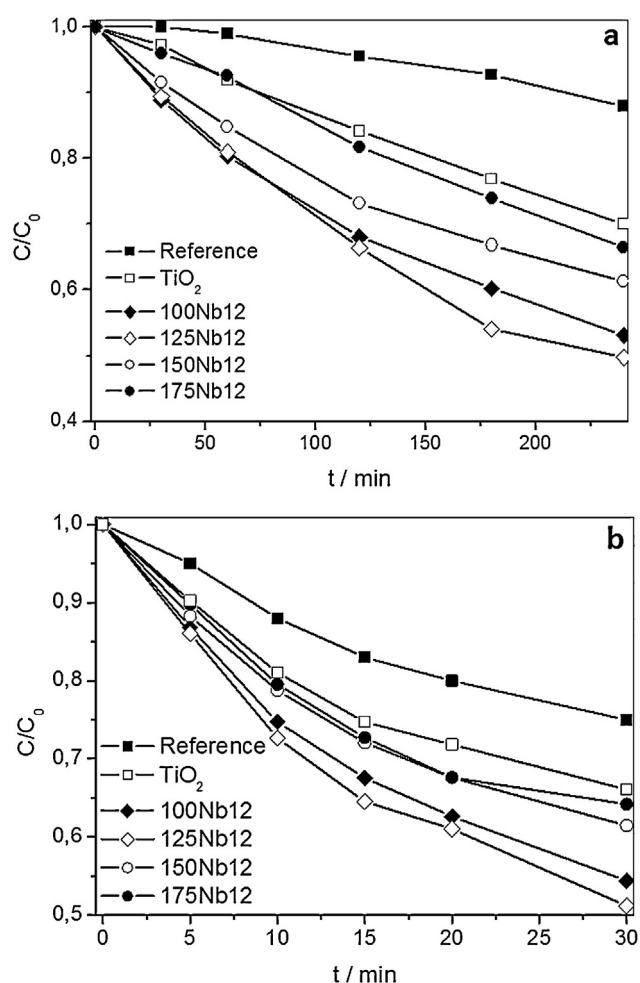 a
1,0
0,8
0,6
0,4
C/C0
Reference
TiO2
100Nb12
125Nb12
150Nb12
175Nb12
0 50 100 150 200
t / min
b
1,0
0,9
0,8
0,7
0,6
0,5
C/C0
Reference
TiO2
100Nb12
125Nb12
150Nb12
175Nb12
0 5 10 15 20 25 30
t / min